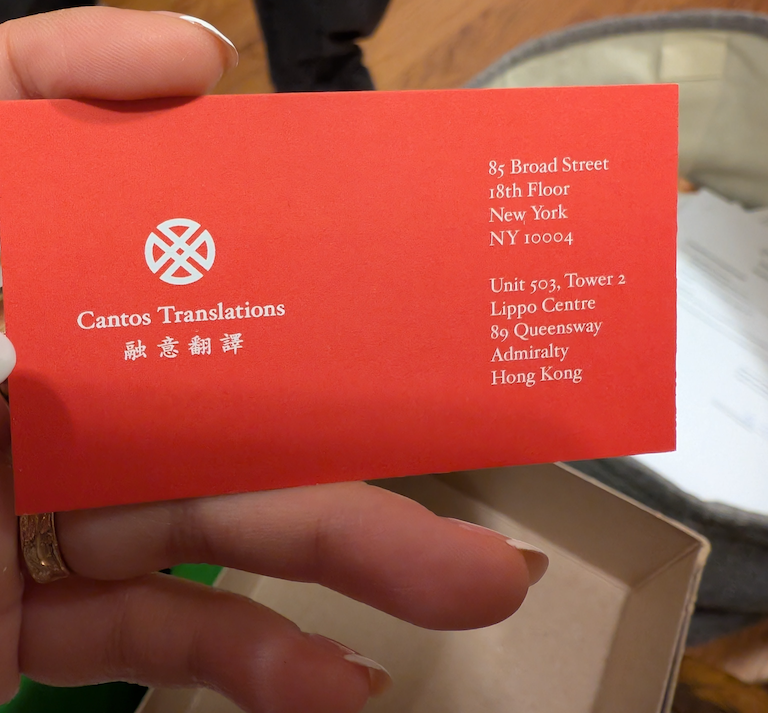 Cantos Translations
融意翻譯
85 Broad Street
18th Floor
New York
NY 10004
Unit 503, Tower 2
Lippo Centre
89 Queensway
Admiralty
Hong Kong